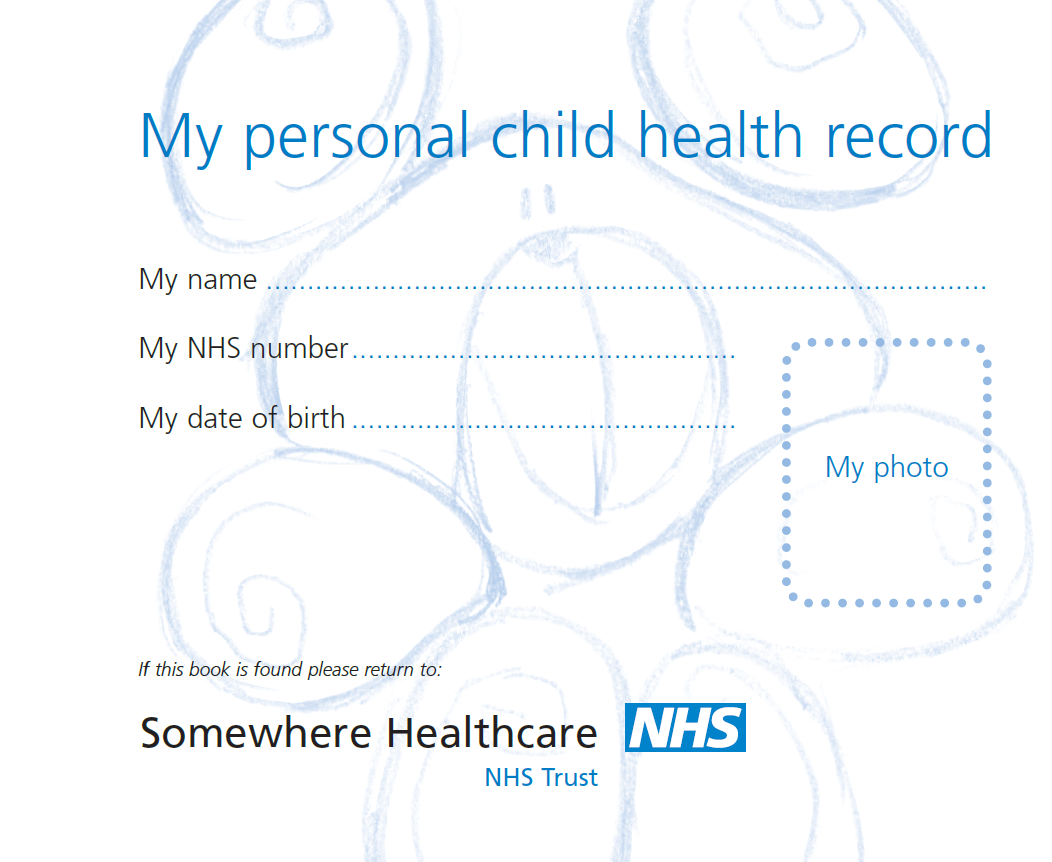 My personal child health record
My name ........................................................................................
My NHS number ...............................................
My date of birth ...............................................
My photo
If this book is found please return to:
Somewhere Healthcare NHS
NHS Trust